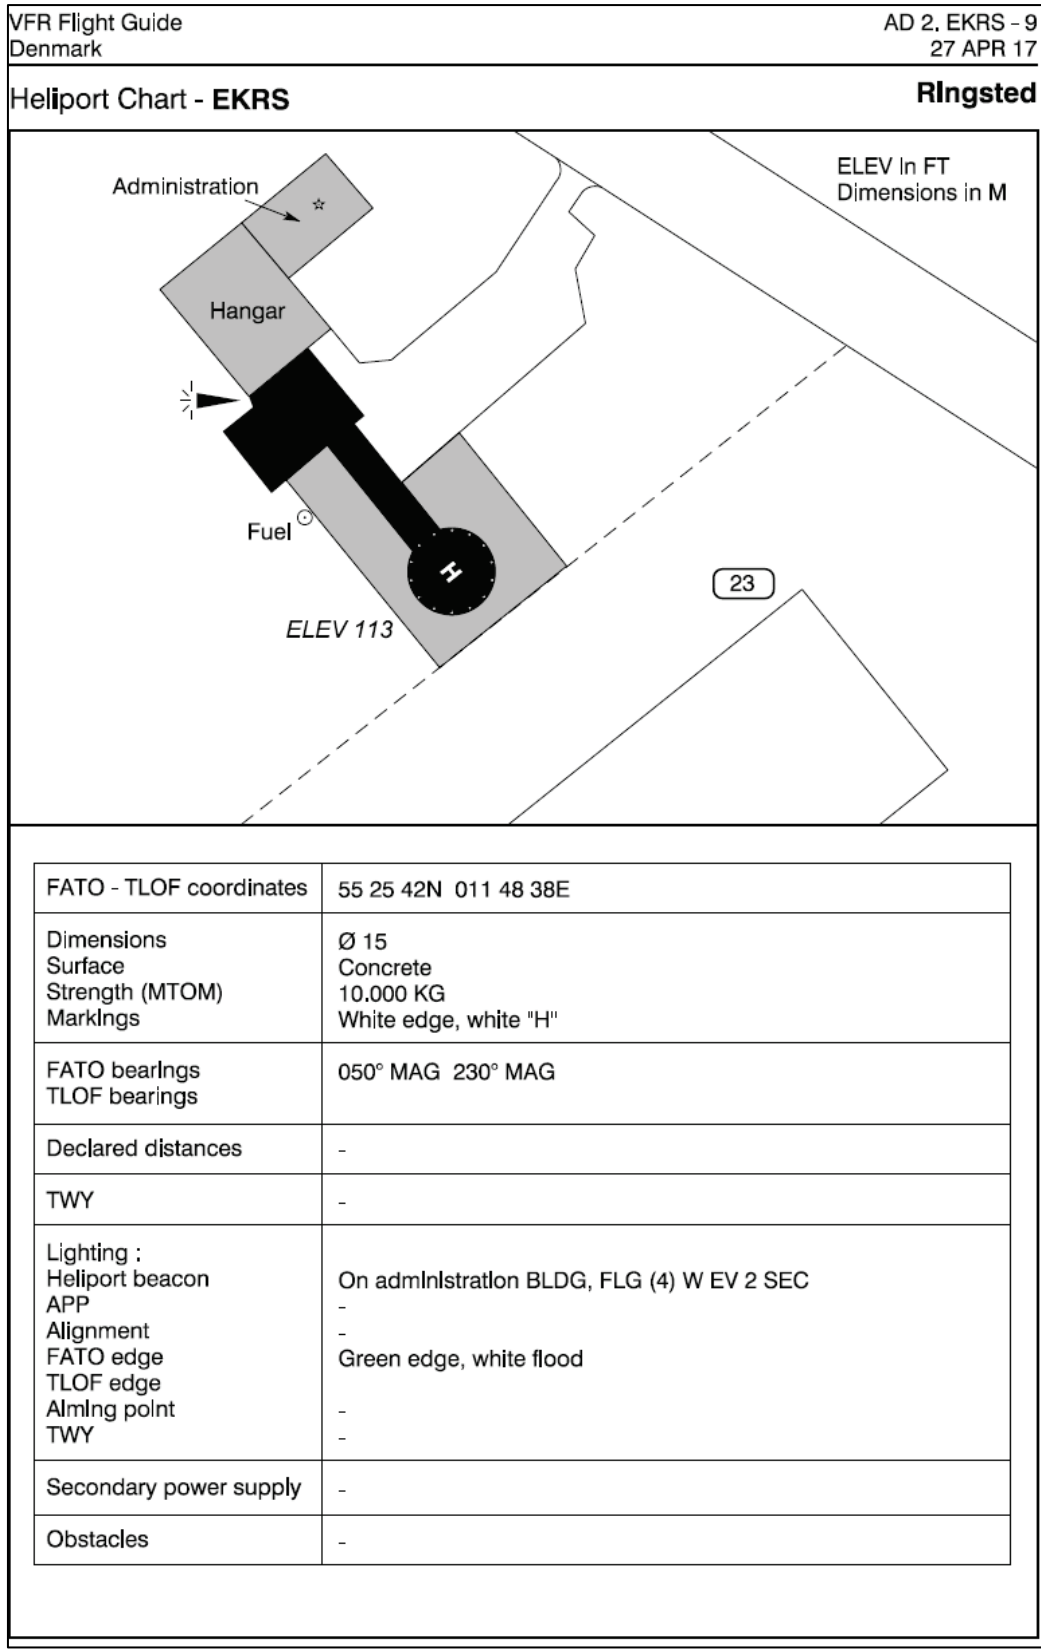 VFR Flight Guide
AD 2, EKRS - 9
Denmark
27 APR 17
Heliport Chart - EKRS
Ringsted
ELEV in FT
Dimensions in M
Administration
Hangar
Fuel
H
23
ELEV 113
FATO - TLOF coordinates 55 25 42N 011 48 38E
Dimensions Ø 15
Surface Concrete
Strength (MTOM) 10.000 KG
Markings White edge, white "H"
FATO bearings 050° MAG 230° MAG
TLOF bearings
Declared distances -
TWY -
Lighting :
Heliport beacon On administration BLDG, FLG (4) W EV 2 SEC
APP -
Alignment -
FATO edge Green edge, white flood
TLOF edge
Aiming point -
TWY -
Secondary power supply -
Obstacles -